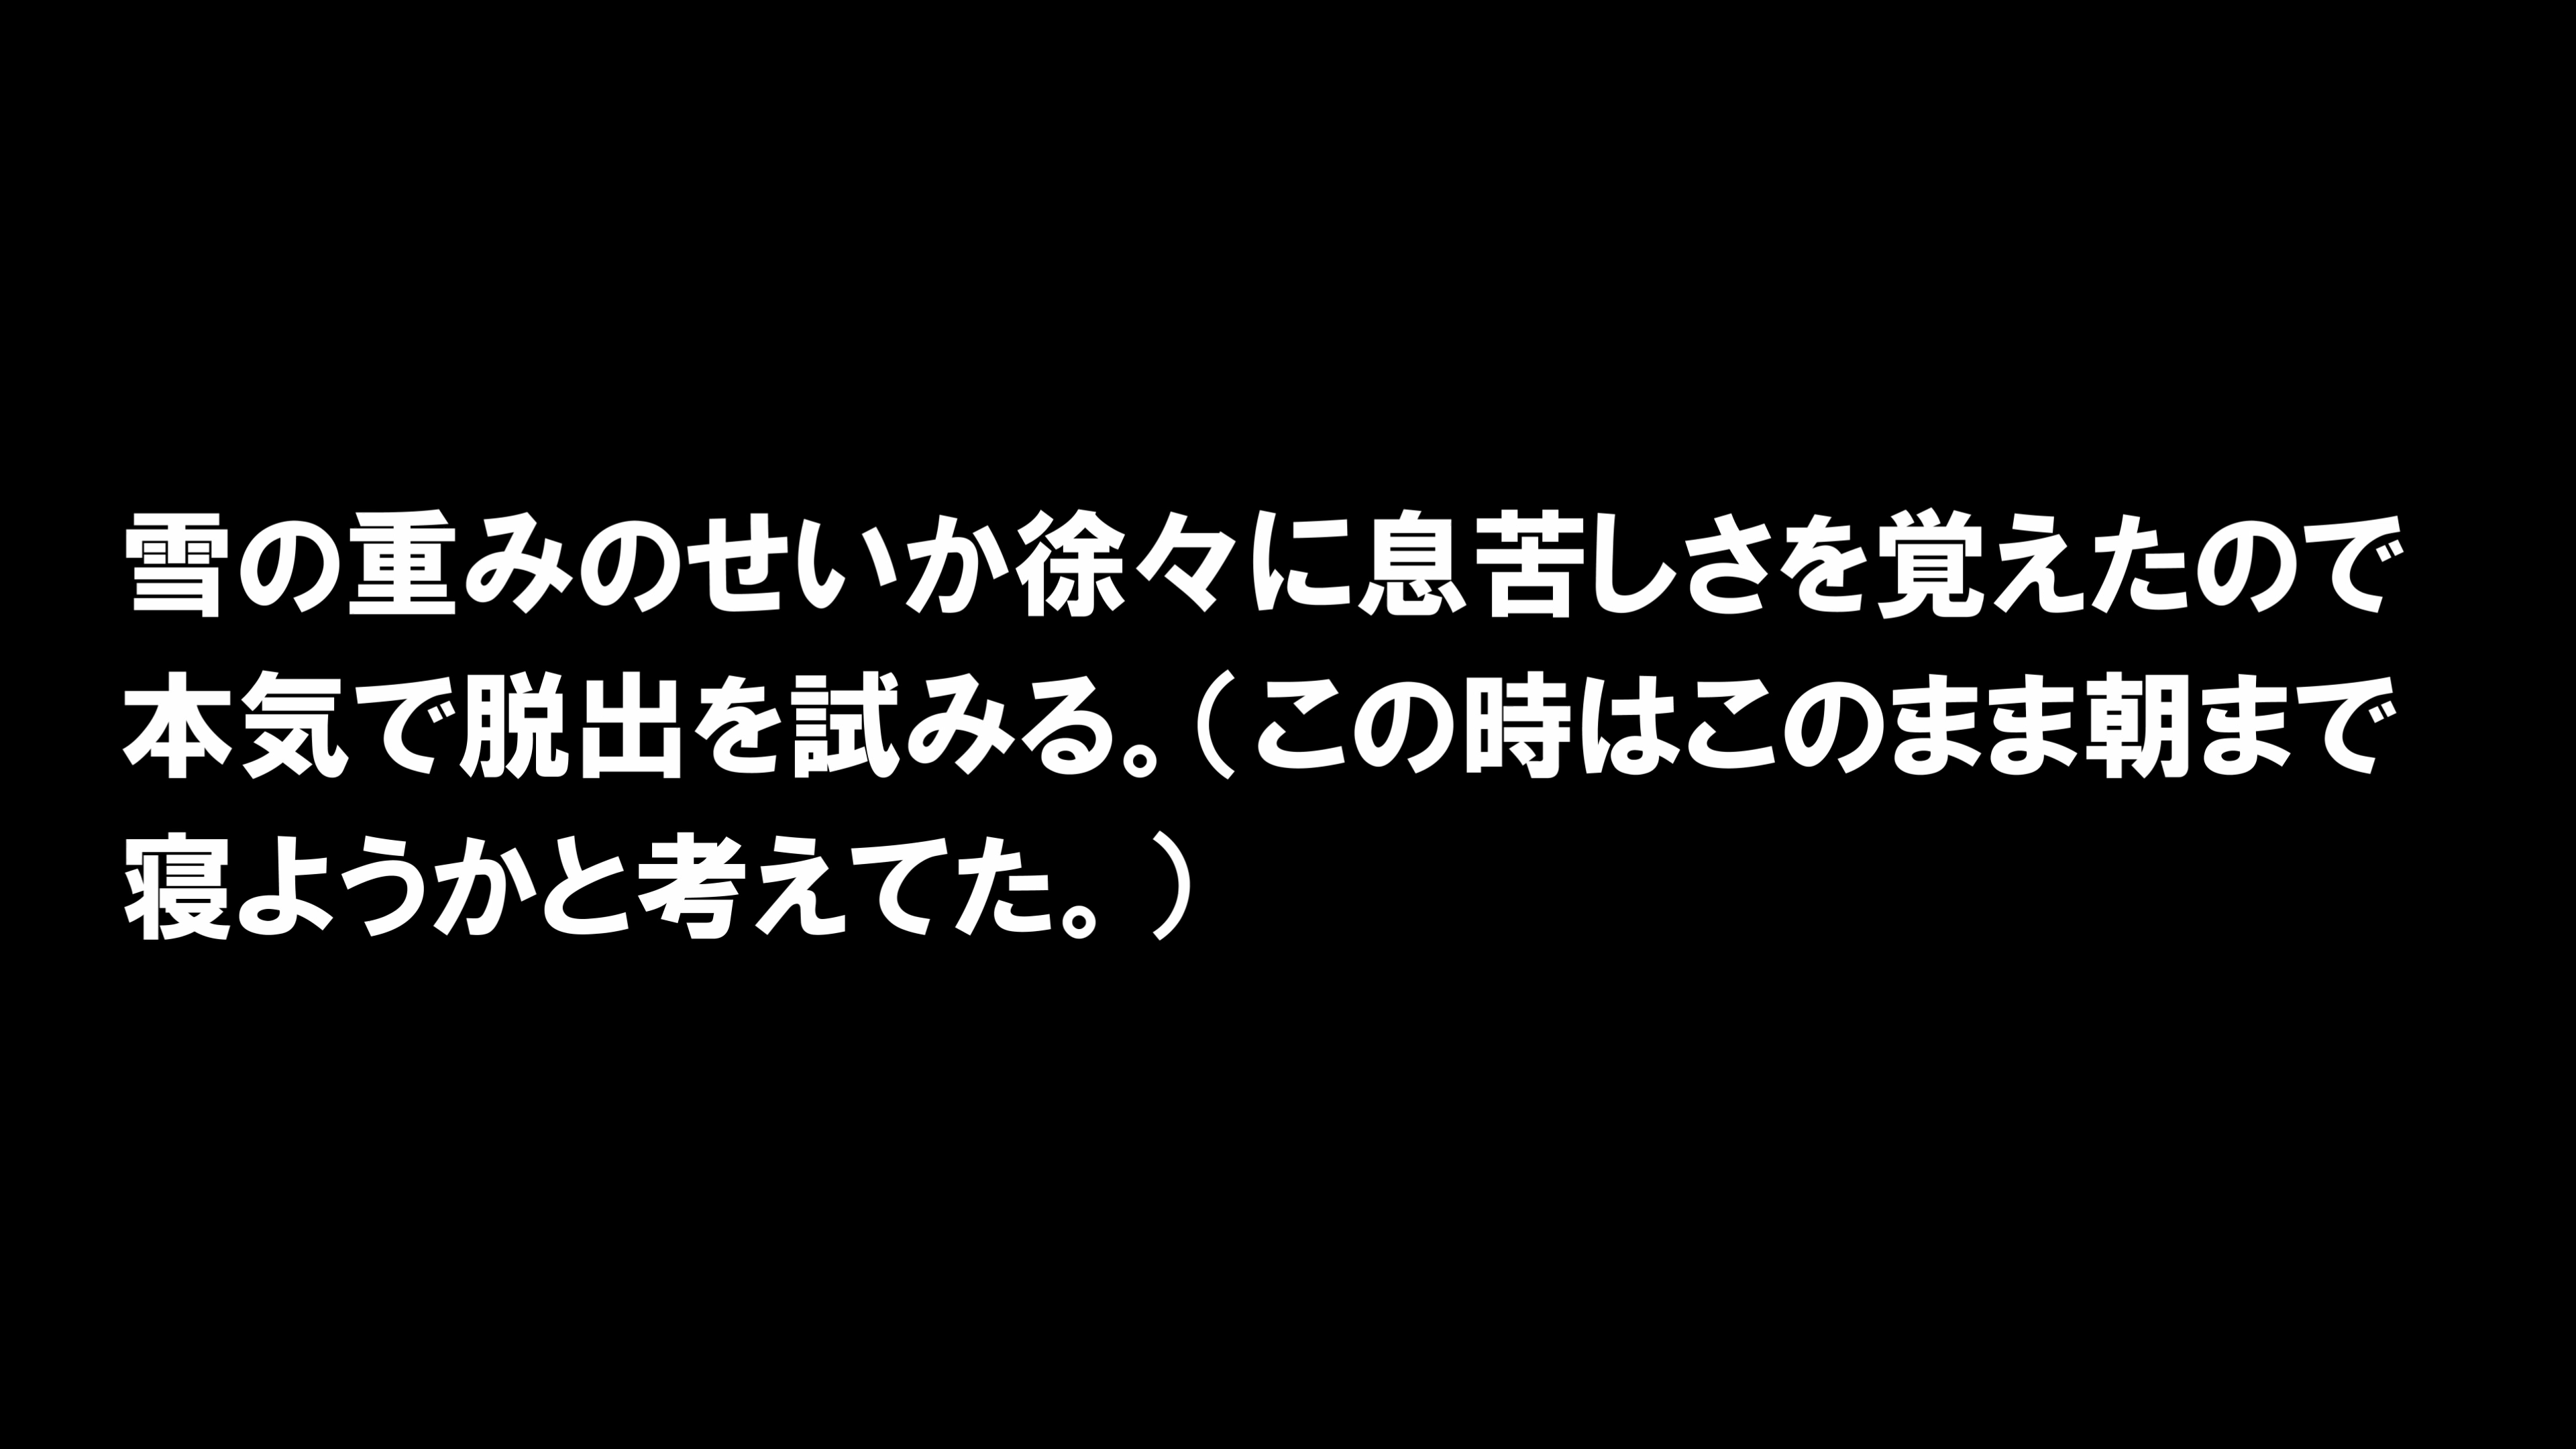 雪の重みのせいか徐々に息苦しさを覚えたので
本気で脱出を試みる。（この時はこのまま朝まで
寝ようかと考えてた。）